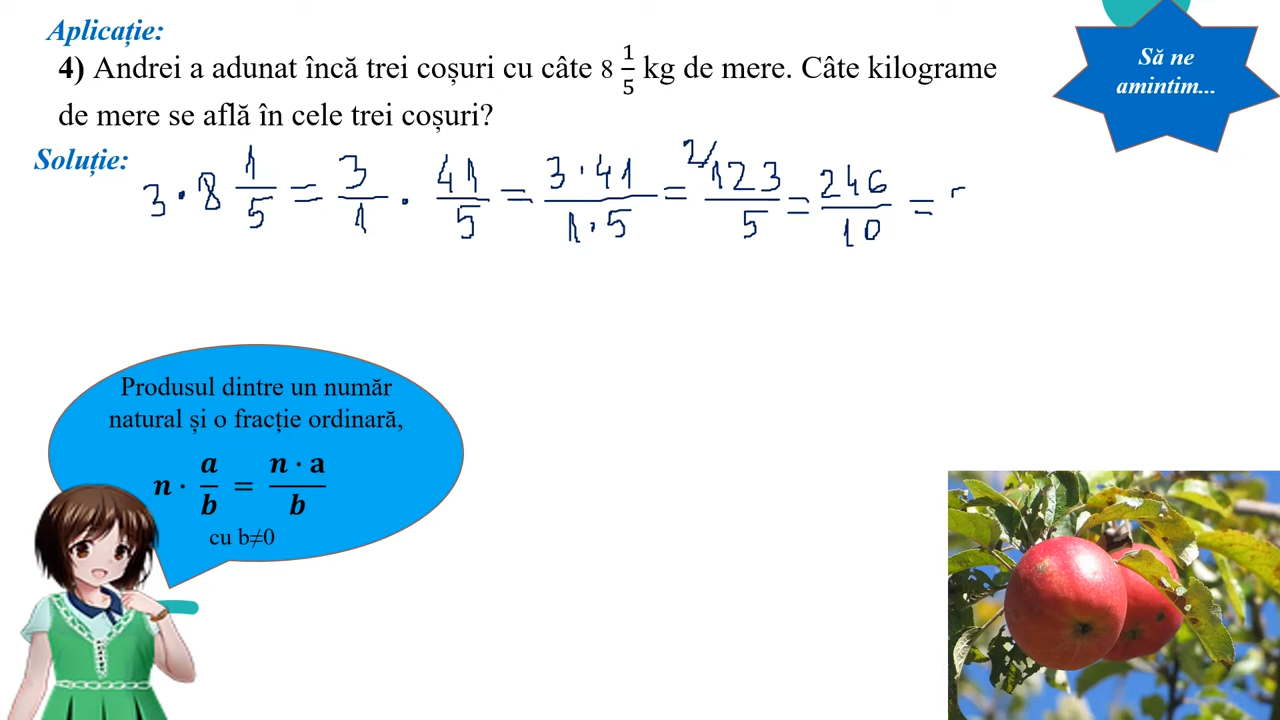 Aplicație:
Să ne
amintim...
4) Andrei a adunat încă trei coșuri cu câte 8 1/5 kg de mere. Câte kilograme
de mere se află în cele trei coșuri?
Soluție:
3 · 8 1/5 = 3/1 · 41/5 = 3 · 41/1 · 5 = 2/ 123/5 = 246/10 =
Produsul dintre un număr
natural și o fracție ordinară,
n · a/b = n · a/b
cu b≠0